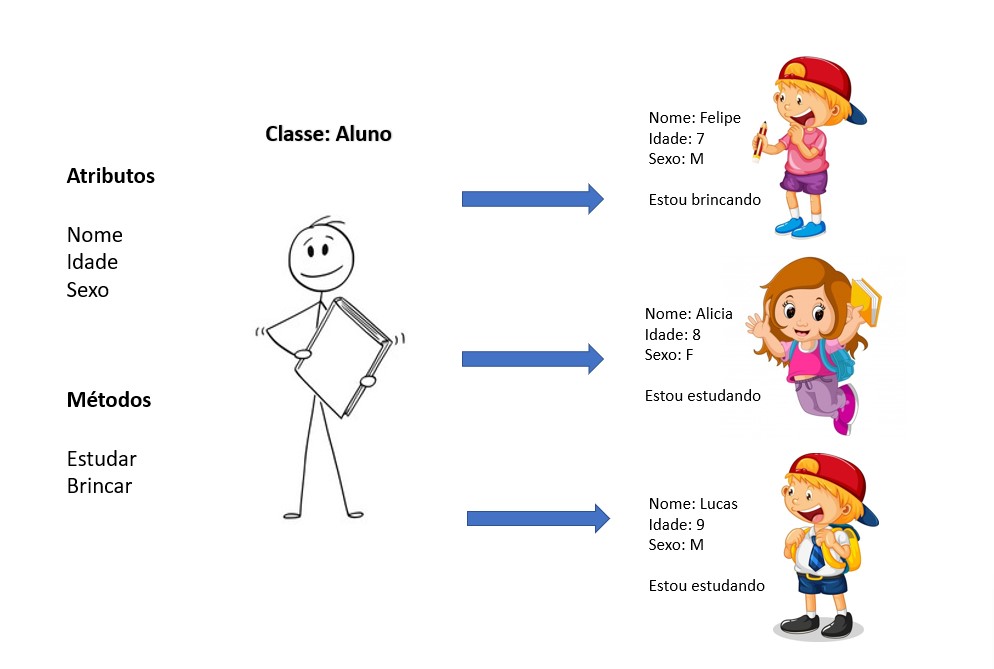 Classe: Aluno
Atributos
Nome
Idade
Sexo
Métodos
Estudar
Brincar
Nome: Felipe
Idade: 7
Sexo: M
Estou brincando
Nome: Alicia
Idade: 8
Sexo: F
Estou estudando
Nome: Lucas
Idade: 9
Sexo: M
Estou estudando